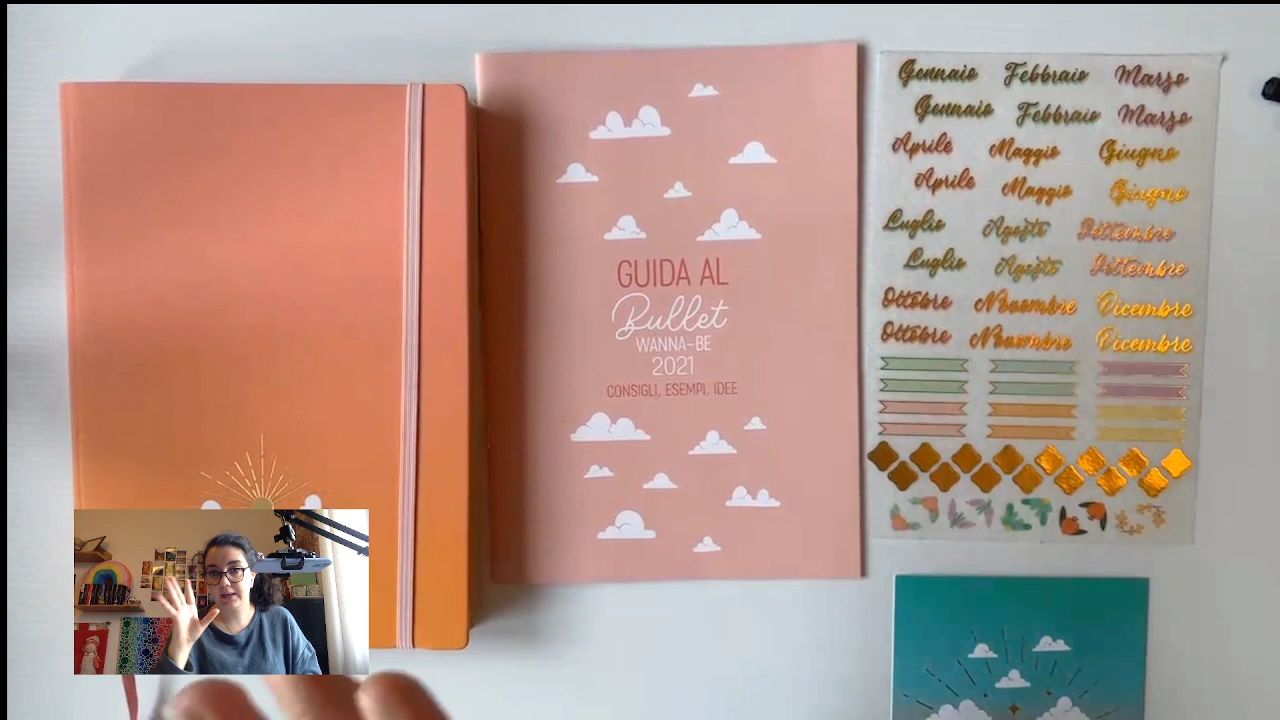 GUIDA AL
Bullet
WANNA-BE
2021
CONSIGLI, ESEMPI, IDEE
Gennaio Febbraio Marzo
Gennaio Febbraio Marzo
Aprile Maggio Giugno
Aprile Maggio Giugno
Luglio Agosto Settembre
Luglio Agosto Settembre
Ottobre Novembre Dicembre
Ottobre Novembre Dicembre